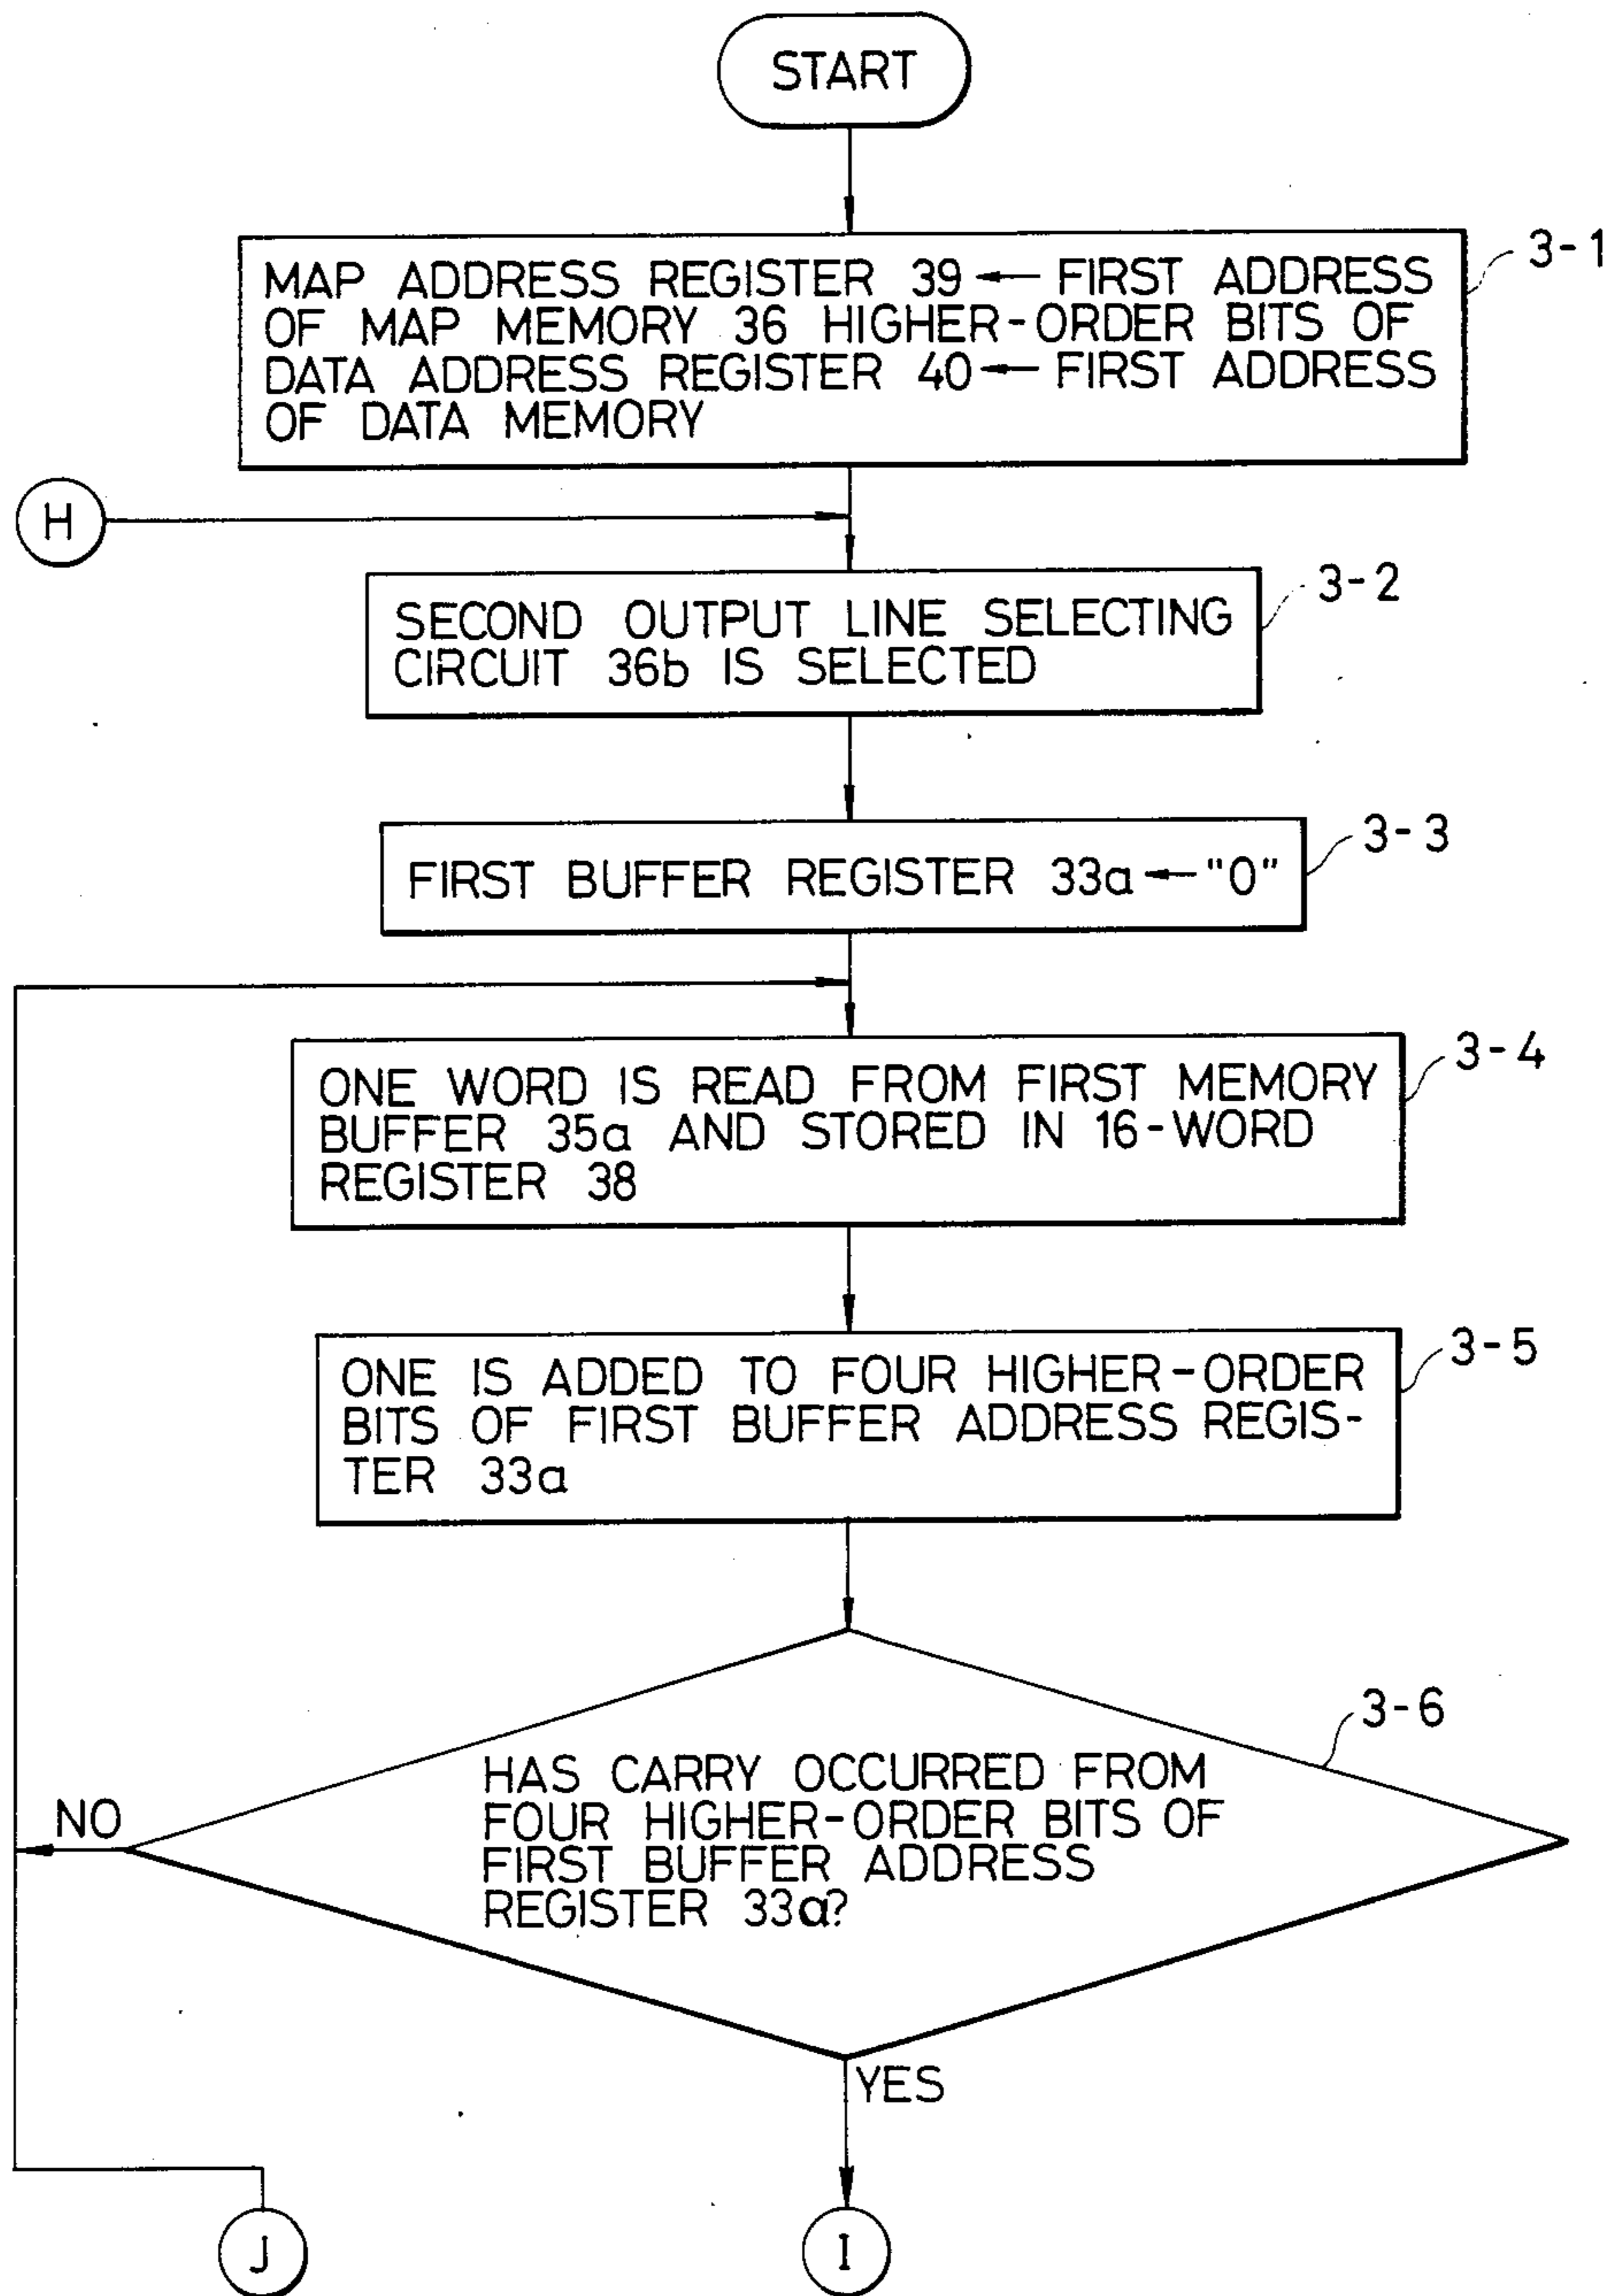 START
3-1
MAP ADDRESS REGISTER 39 ← FIRST ADDRESS
OF MAP MEMORY 36 HIGHER-ORDER BITS OF
DATA ADDRESS REGISTER 40 ← FIRST ADDRESS
OF DATA MEMORY
H
3-2
SECOND OUTPUT LINE SELECTING
CIRCUIT 36b IS SELECTED
3-3
FIRST BUFFER REGISTER 33a ← "0"
3-4
ONE WORD IS READ FROM FIRST MEMORY
BUFFER 35a AND STORED IN 16-WORD
REGISTER 38
3-5
ONE IS ADDED TO FOUR HIGHER-ORDER
BITS OF FIRST BUFFER ADDRESS REGIS-
TER 33a
3-6
HAS CARRY OCCURRED FROM
FOUR HIGHER-ORDER BITS OF
FIRST BUFFER ADDRESS
REGISTER 33a?
NO
YES
J
I